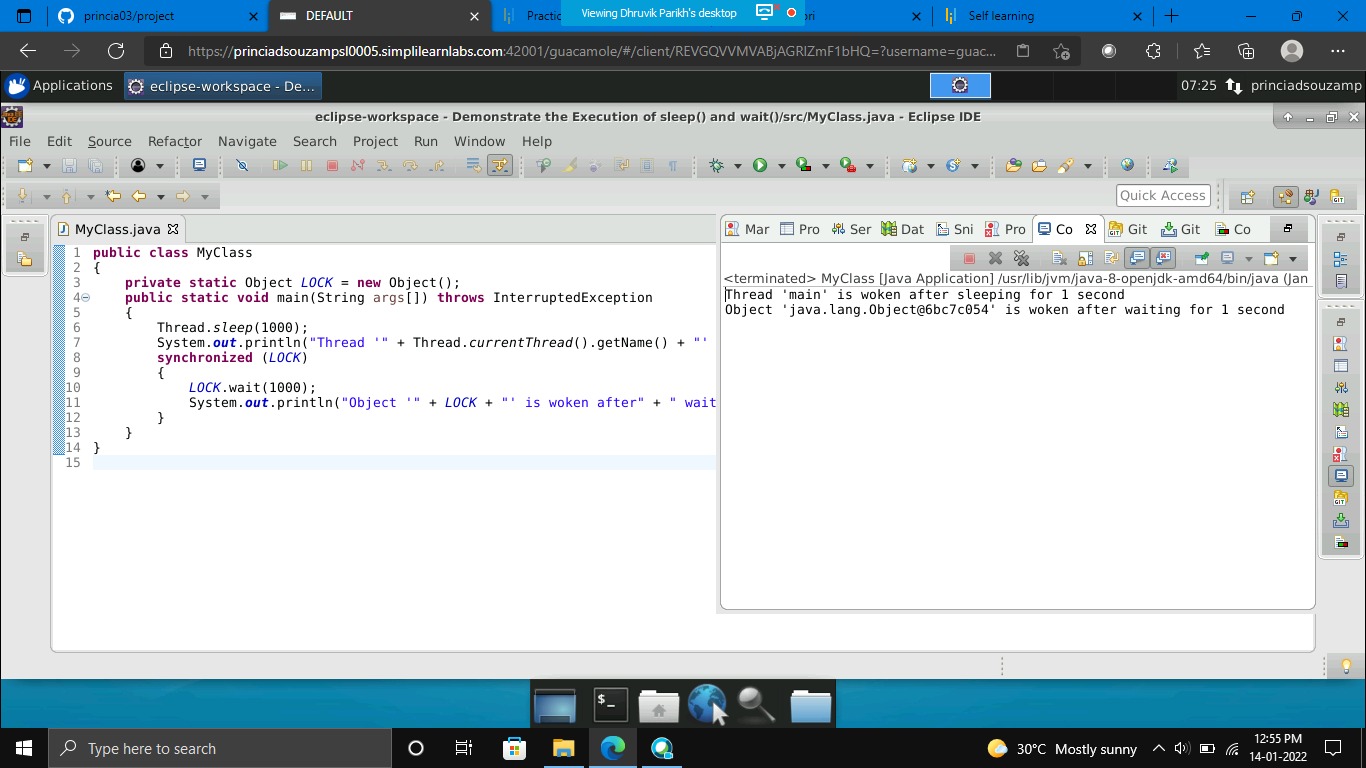 princia03/project
DEFAULT
Practic
Viewing Dhruvik Parikh's desktop
ori
Self learning
https://princiadsouzampsl0005.simplilearnlabs.com:42001/guacamole/#/client/REVGQVVMVABjAGRlZmF1bHQ=?username=guac...
Applications
eclipse-workspace - De...
07:25
princiadsouzamp
eclipse-workspace - Demonstrate the Execution of sleep() and wait()/src/MyClass.java - Eclipse IDE
File Edit Source Refactor Navigate Search Project Run Window Help
Quick Access
MyClass.java
Mar Pro Ser Dat Sni Pro Co Git Git Co
1 public class MyClass
2 {
3 private static Object LOCK = new Object();
4 public static void main(String args[]) throws InterruptedException
5 {
6 Thread.sleep(1000);
7 System.out.println("Thread '" + Thread.currentThread().getName() + "'
8 synchronized (LOCK)
9 {
10 LOCK.wait(1000);
11 System.out.println("Object '" + LOCK + "' is woken after" + " wait
12 }
13 }
14 }
15
<terminated> MyClass [Java Application] /usr/lib/jvm/java-8-openjdk-amd64/bin/java (Jan
Thread 'main' is woken after sleeping for 1 second
Object 'java.lang.Object@6bc7c054' is woken after waiting for 1 second
Type here to search
30°C Mostly sunny
12:55 PM
14-01-2022